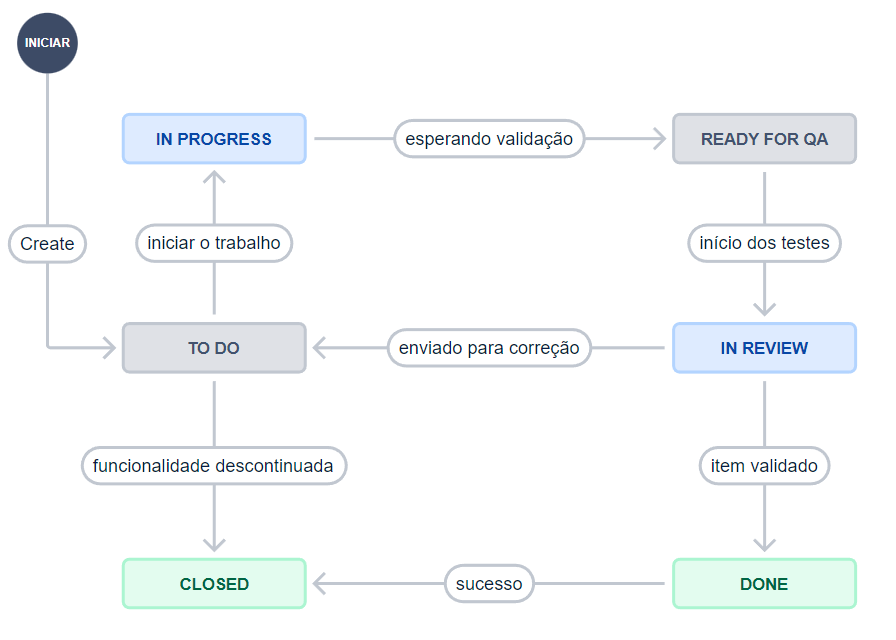 INICIAR
IN PROGRESS
esperando validação
READY FOR QA
Create
iniciar o trabalho
início dos testes
TO DO
enviado para correção
IN REVIEW
funcionalidade descontinuada
item validado
CLOSED
sucesso
DONE